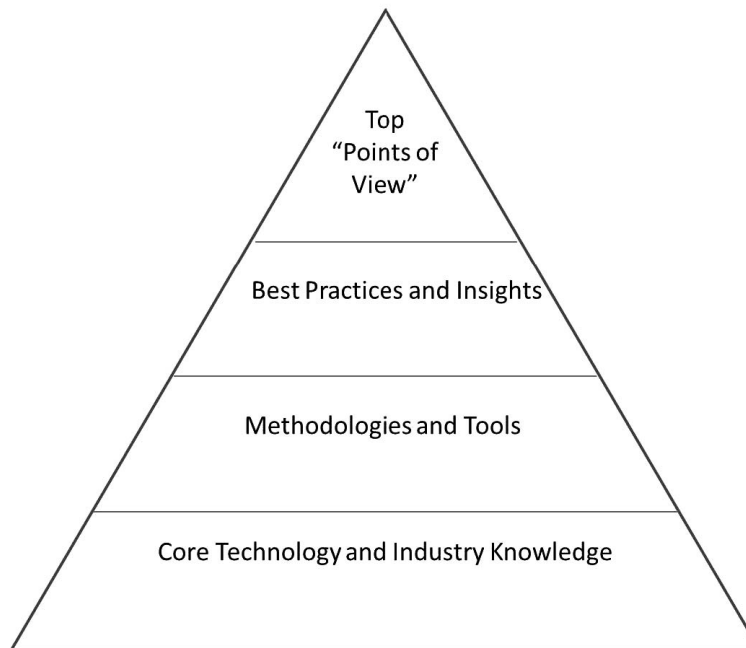 Top
“Points of
View”
Best Practices and Insights
Methodologies and Tools
Core Technology and Industry Knowledge